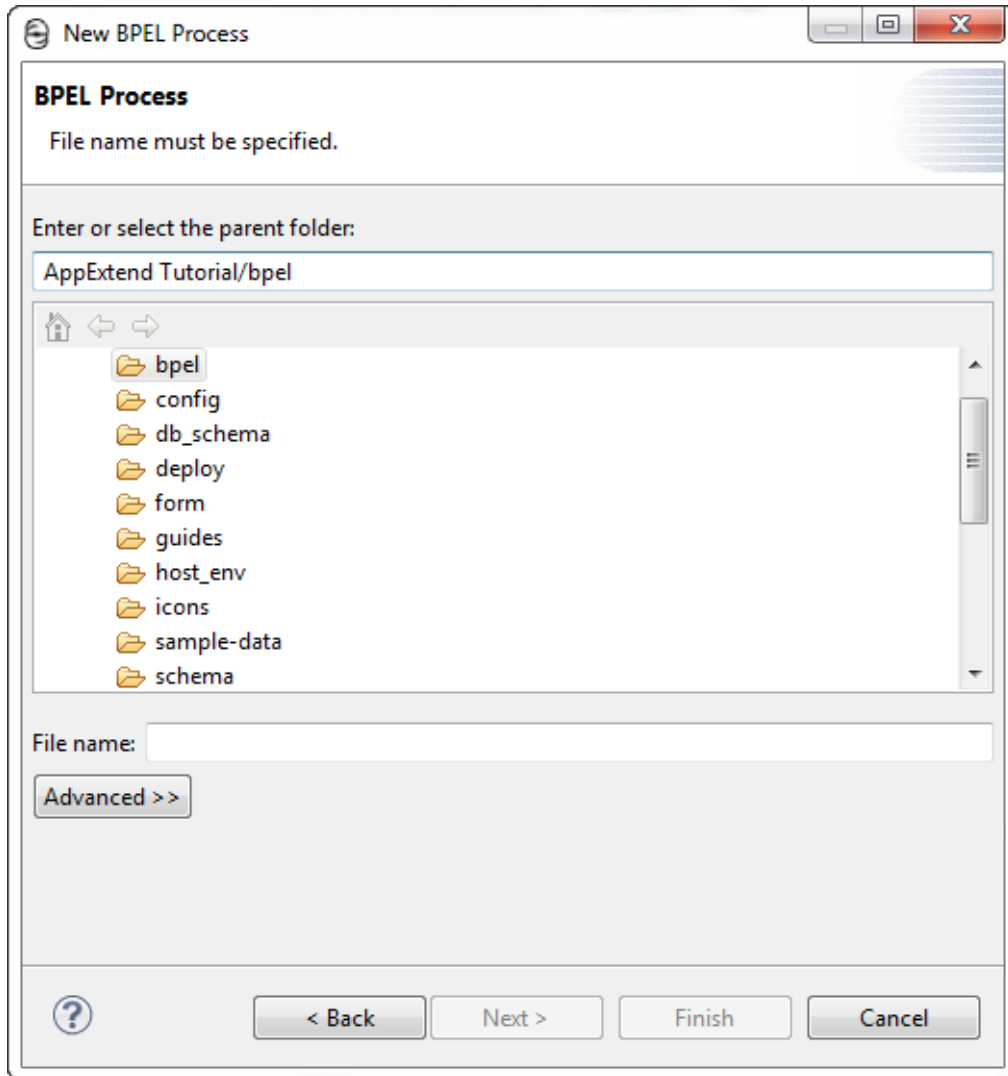 New BPEL Process
BPEL Process
File name must be specified.
Enter or select the parent folder:
AppExtend Tutorial/bpel
bpel
config
db_schema
deploy
form
guides
host_env
icons
sample-data
schema
File name:
Advanced >>
? < Back Next > Finish Cancel